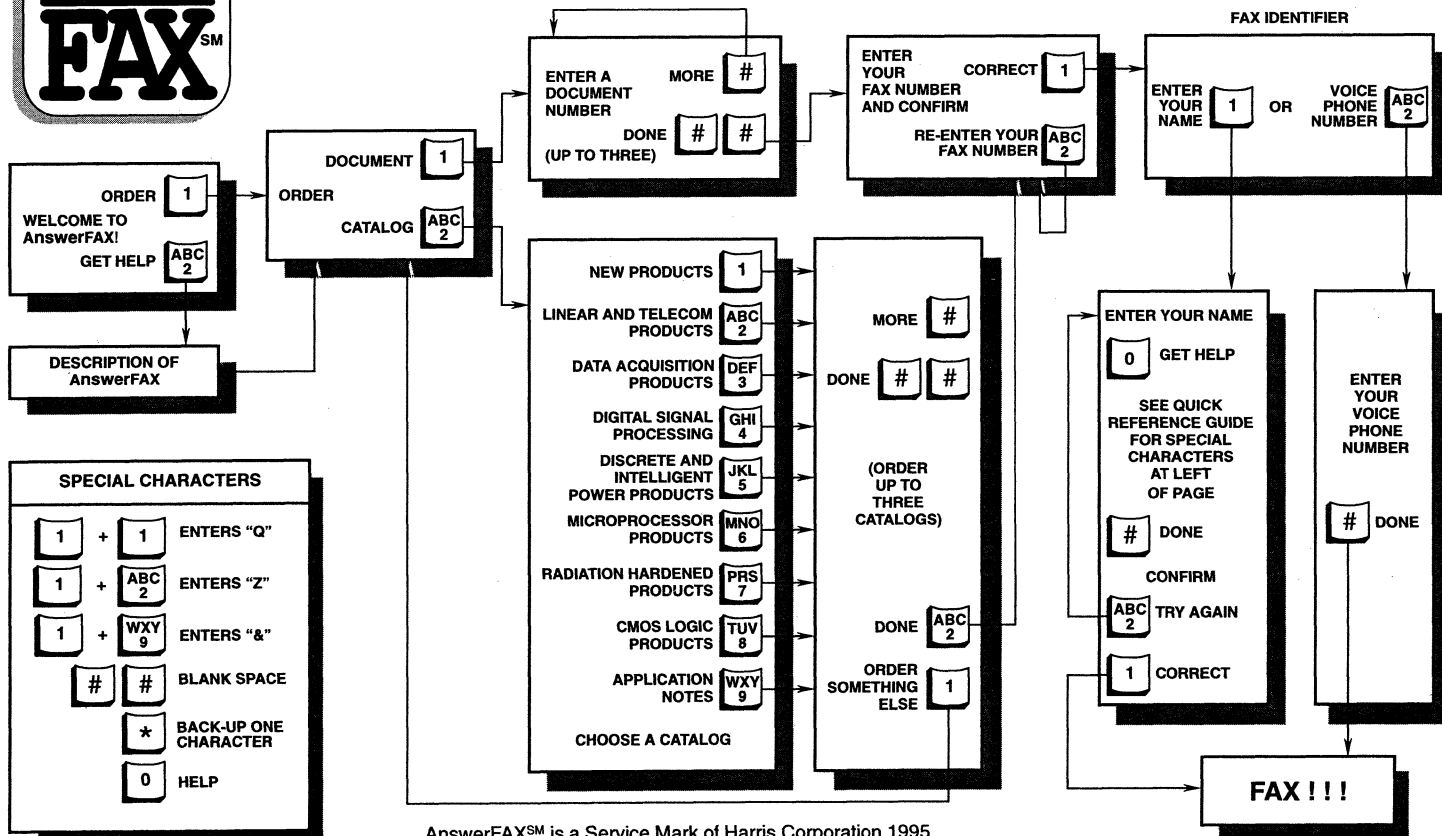 FAX SM
WELCOME TO
AnswerFAX!
ORDER 1
GET HELP ABC 2
DESCRIPTION OF
AnswerFAX
ORDER
DOCUMENT 1
CATALOG ABC 2
ENTER A
DOCUMENT
NUMBER
MORE #
DONE # #
(UP TO THREE)
ENTER
YOUR
FAX NUMBER
AND CONFIRM
CORRECT 1
RE-ENTER YOUR
FAX NUMBER ABC 2
FAX IDENTIFIER
ENTER
YOUR
NAME 1
OR
VOICE
PHONE
NUMBER ABC 2
NEW PRODUCTS 1
LINEAR AND TELECOM
PRODUCTS ABC 2
DATA ACQUISITION
PRODUCTS DEF 3
DIGITAL SIGNAL
PROCESSING GHI 4
DISCRETE AND
INTELLIGENT
POWER PRODUCTS JKL 5
MICROPROCESSOR
PRODUCTS MNO 6
RADIATION HARDENED
PRODUCTS PRS 7
CMOS LOGIC
PRODUCTS TUV 8
APPLICATION
NOTES WXY 9
CHOOSE A CATALOG
MORE #
DONE # #
(ORDER
UP TO
THREE
CATALOGS)
DONE ABC 2
ORDER
SOMETHING
ELSE 1
ENTER YOUR NAME
0 GET HELP
SEE QUICK
REFERENCE GUIDE
FOR SPECIAL
CHARACTERS
AT LEFT
OF PAGE
# DONE
CONFIRM
ABC 2 TRY AGAIN
1 CORRECT
ENTER
YOUR
VOICE
PHONE
NUMBER
# DONE
FAX ! ! !
SPECIAL CHARACTERS
1 + 1 ENTERS “Q”
1 + ABC 2 ENTERS “Z”
1 + WXY 9 ENTERS “&”
# # BLANK SPACE
* BACK-UP ONE
CHARACTER
0 HELP
AnswerFAX℠ is a Service Mark of Harris Corporation 1995